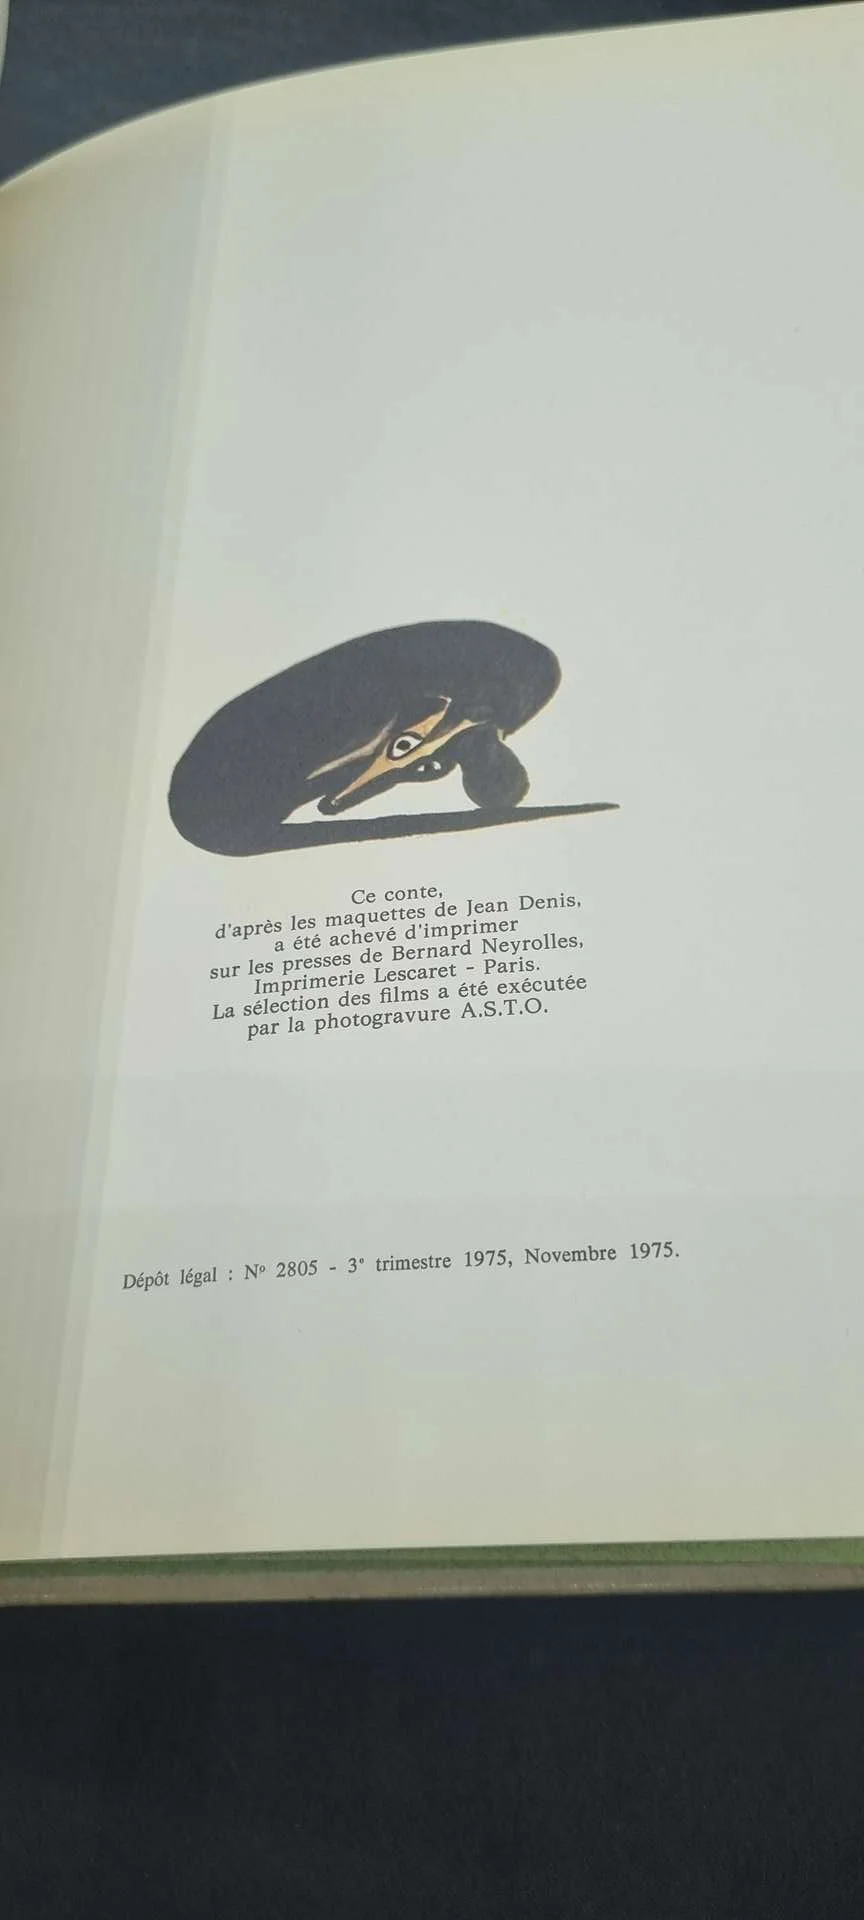 Ce conte,
d'après les maquettes de Jean Denis,
a été achevé d'imprimer
sur les presses de Bernard Neyrolles,
Imprimerie Lescaret - Paris.
La sélection des films a été exécutée
par la photogravure A.S.T.O.
Dépôt légal : Nº 2805 - 3e trimestre 1975, Novembre 1975.